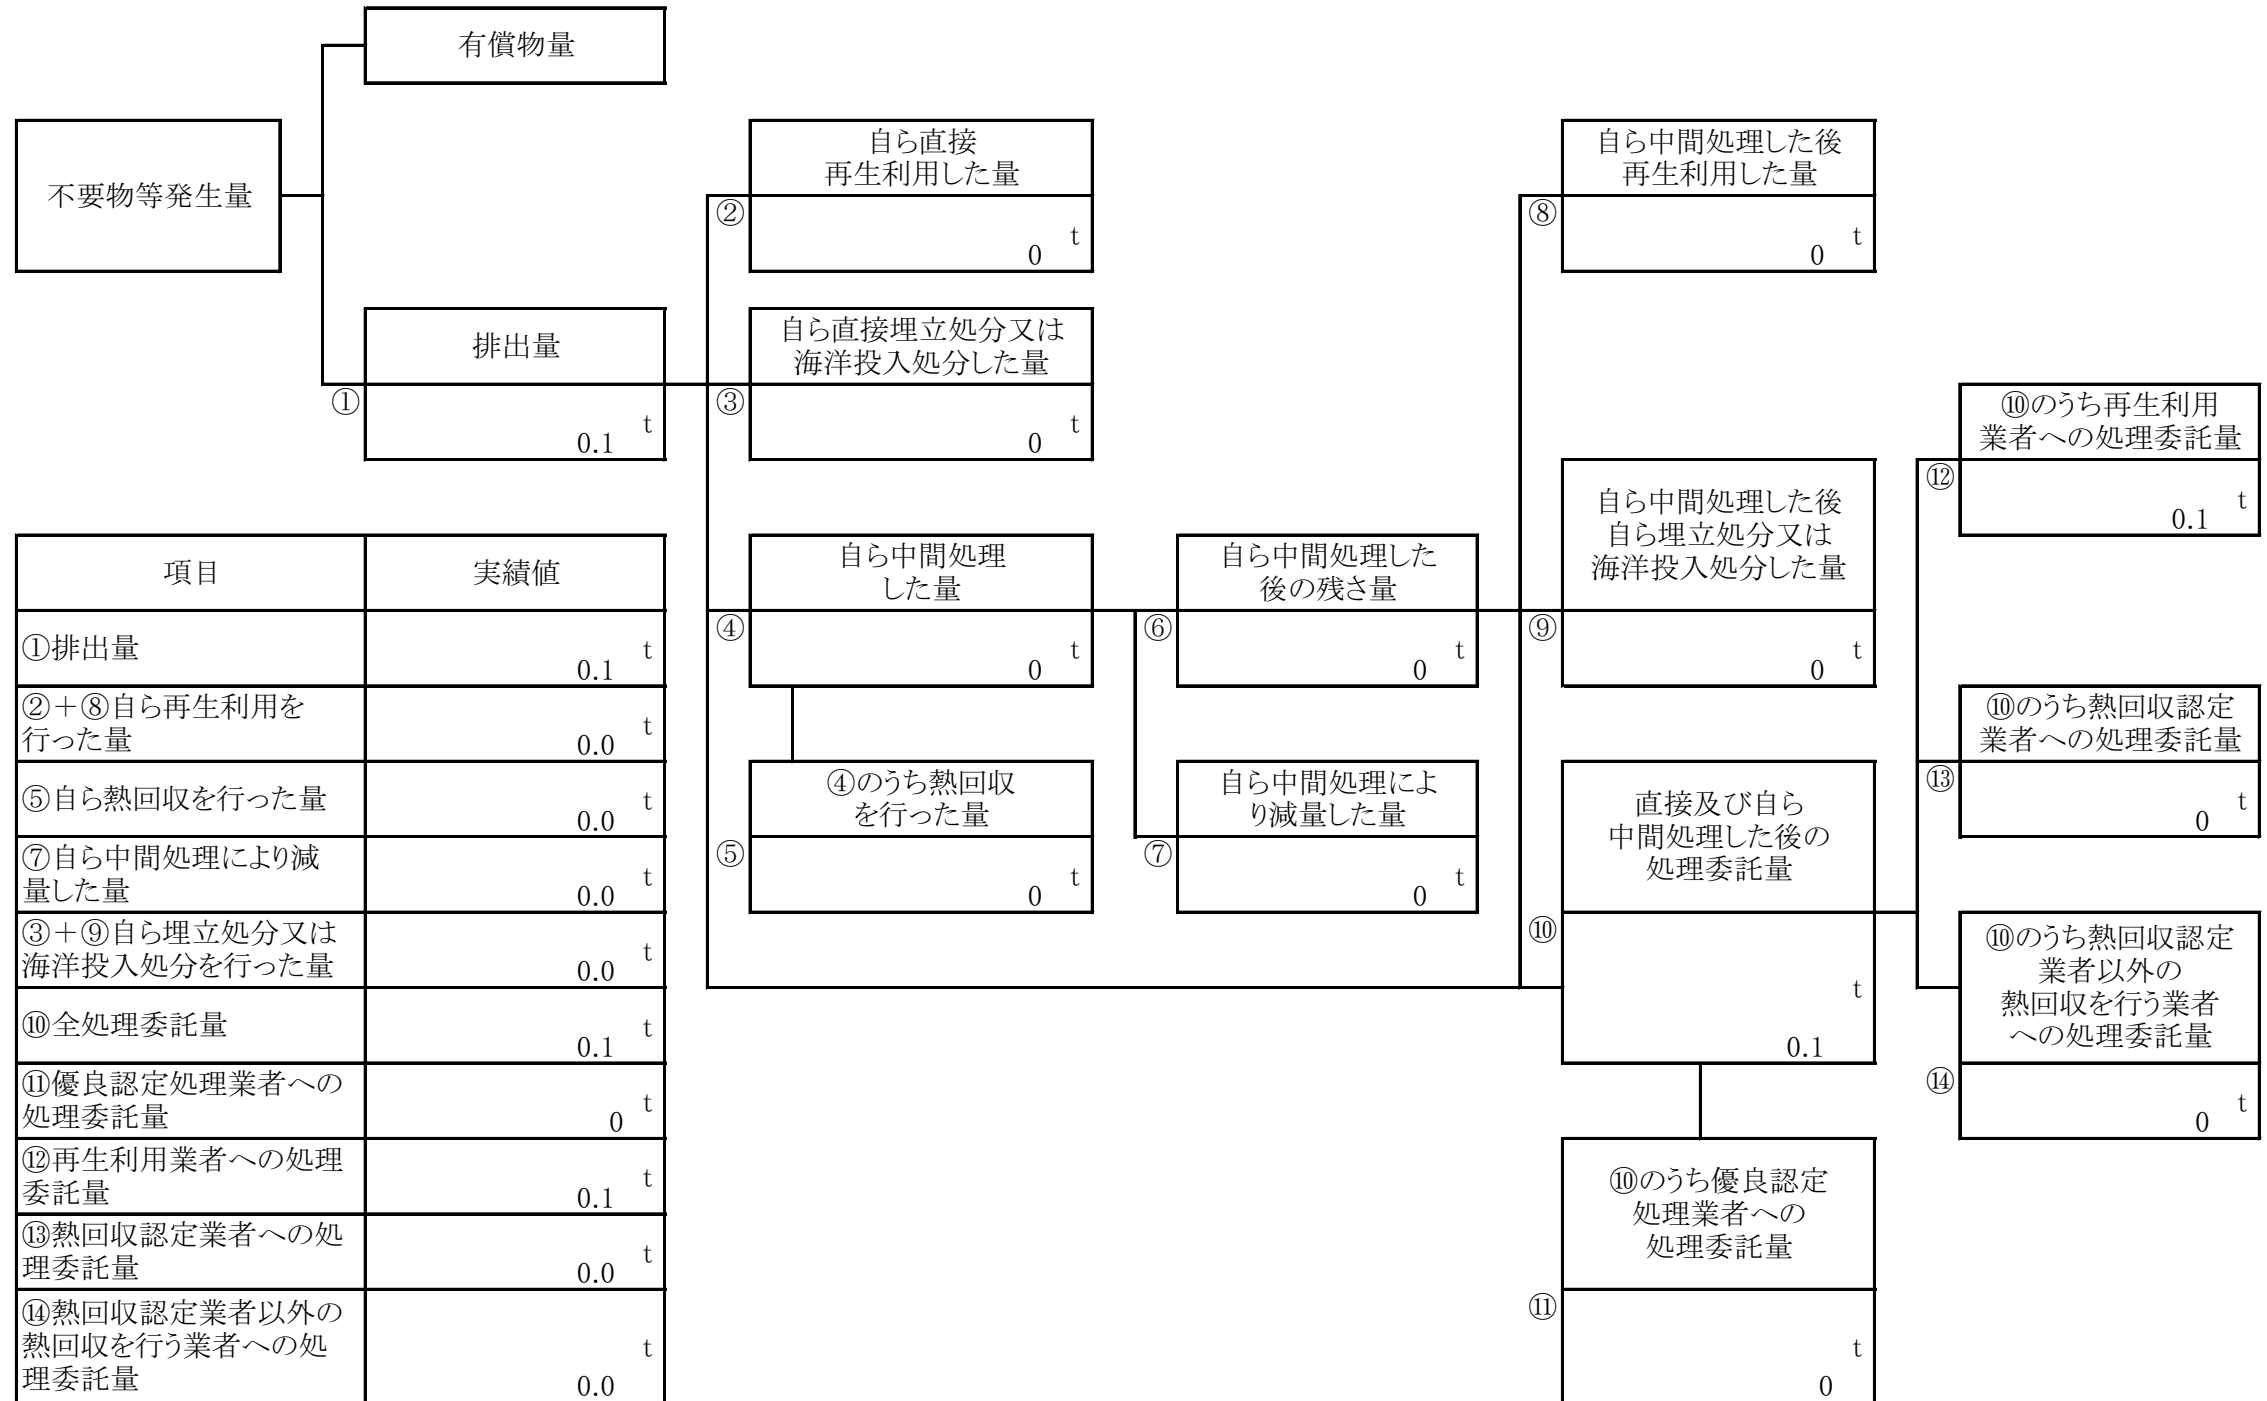 有償物量
不要物等発生量
排出量
①
0.1 t
自ら直接
再生利用した量
②
0 t
自ら直接埋立処分又は
海洋投入処分した量
③
0 t
自ら中間処理
した量
④
0 t
④のうち熱回収
を行った量
⑤
0 t
自ら中間処理した
後の残さ量
⑥
0 t
自ら中間処理によ
り減量した量
⑦
0 t
自ら中間処理した後
再生利用した量
⑧
0 t
自ら中間処理した後
自ら埋立処分又は
海洋投入処分した量
⑨
0 t
直接及び自ら
中間処理した後の
処理委託量
⑩
0.1 t
⑩のうち優良認定
処理業者への
処理委託量
⑪
0 t
⑩のうち再生利用
業者への処理委託量
⑫
0.1 t
⑩のうち熱回収認定
業者への処理委託量
⑬
0 t
⑩のうち熱回収認定
業者以外の
熱回収を行う業者
への処理委託量
⑭
0 t
項目 実績値
①排出量 0.1 t
②+⑧自ら再生利用を
行った量 0.0 t
⑤自ら熱回収を行った量 0.0 t
⑦自ら中間処理により減
量した量 0.0 t
③+⑨自ら埋立処分又は
海洋投入処分を行った量 0.0 t
⑩全処理委託量 0.1 t
⑪優良認定処理業者への
処理委託量 0 t
⑫再生利用業者への処理
委託量 0.1 t
⑬熱回収認定業者への処
理委託量 0.0 t
⑭熱回収認定業者以外の
熱回収を行う業者への処
理委託量 0.0 t